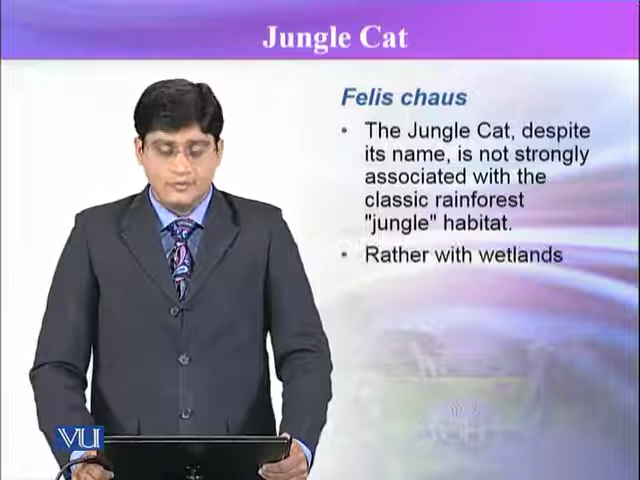 Jungle Cat
Felis chaus
• The Jungle Cat, despite
its name, is not strongly
associated with the
classic rainforest
"jungle" habitat.
• Rather with wetlands
VU